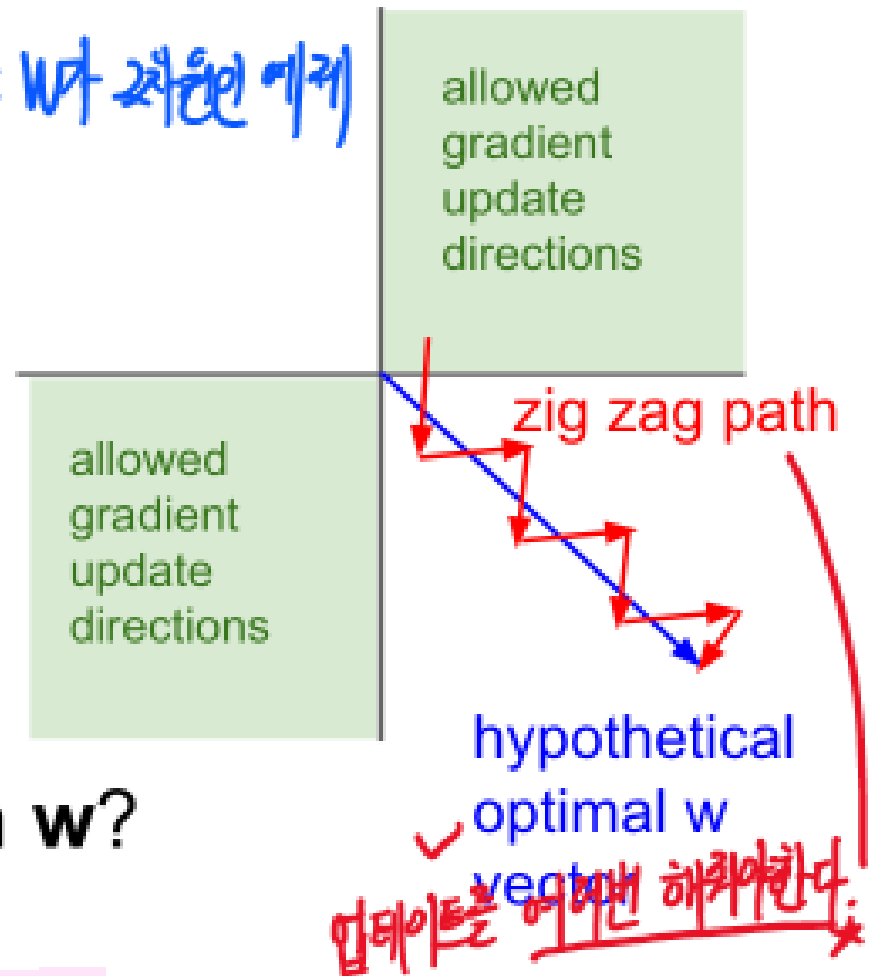 W가 2차원인 예제
allowed
gradient
update
directions
zig zag path
allowed
gradient
update
directions
hypothetical
optimal w
vector
w?
업데이트를 여러번 해줘야한다.